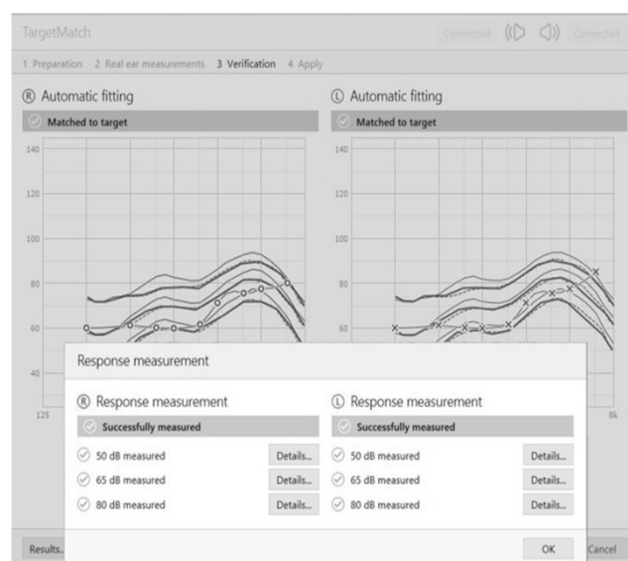 TargetMatch
Connected Connected
1 Preparation 2 Real ear measurements 3 Verification 4 Apply
R Automatic fitting
Matched to target
140
120
100
80
60
40
125
L Automatic fitting
Matched to target
140
120
100
80
60
8k
Response measurement
R Response measurement
Successfully measured
50 dB measured Details...
65 dB measured Details...
80 dB measured Details...
L Response measurement
Successfully measured
50 dB measured Details...
65 dB measured Details...
80 dB measured Details...
Results..
OK
Cancel